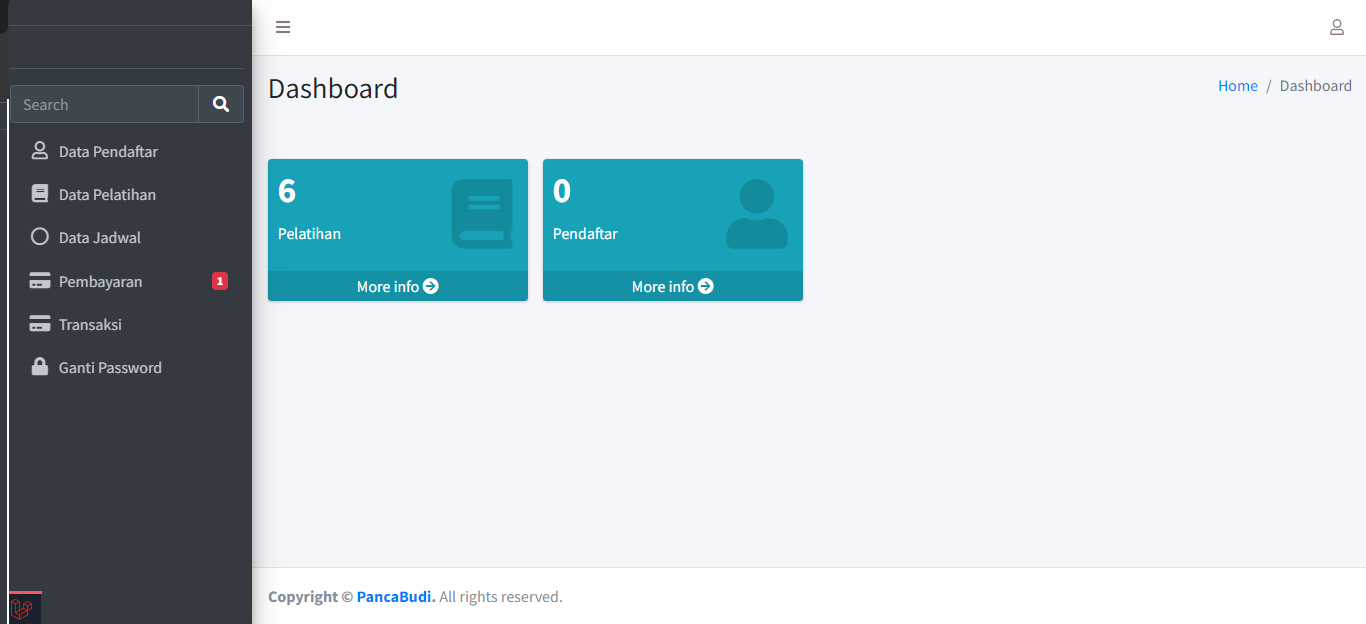 Search
Data Pendaftar
Data Pelatihan
Data Jadwal
Pembayaran 1
Transaksi
Ganti Password
Dashboard
Home / Dashboard
6
Pelatihan
More info
0
Pendaftar
More info
Copyright © PancaBudi. All rights reserved.